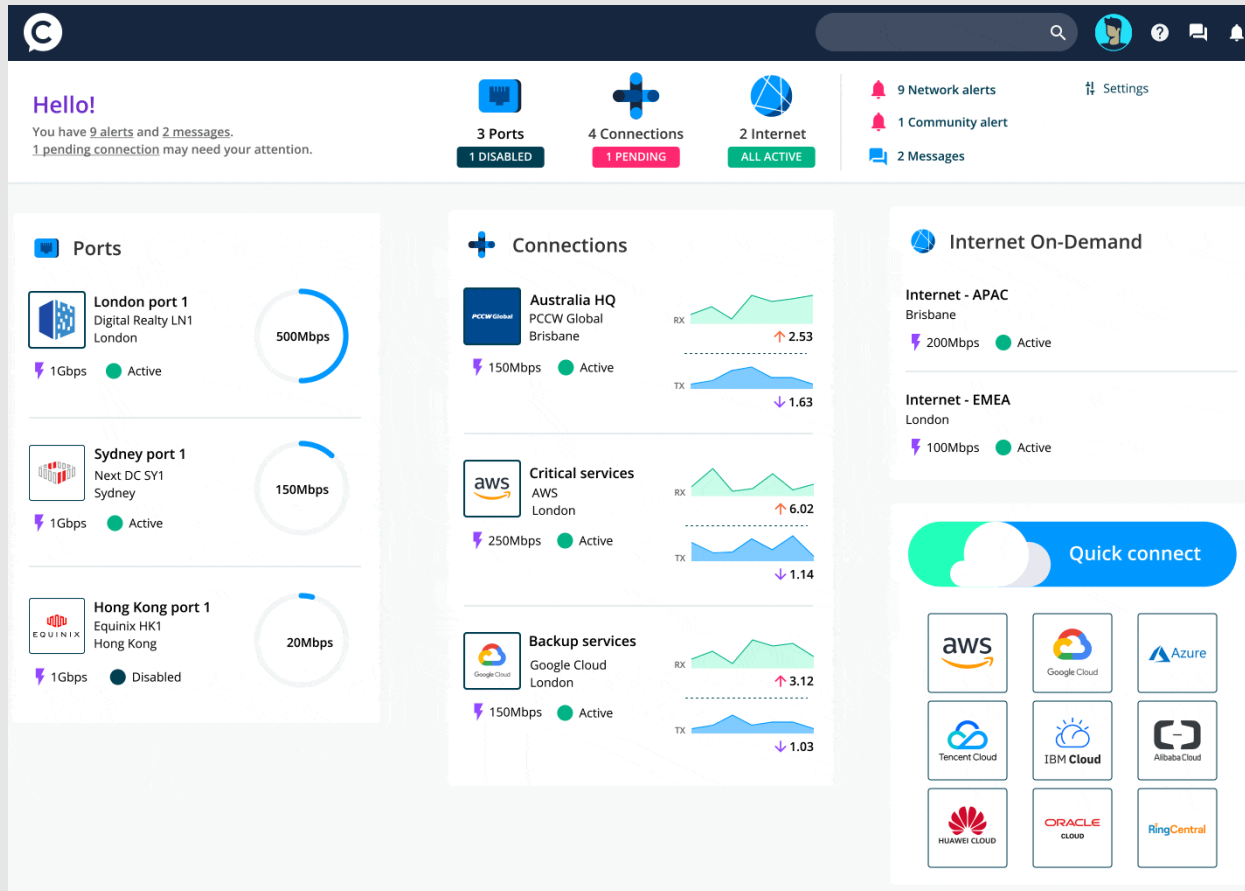 Hello!
You have 9 alerts and 2 messages.
1 pending connection may need your attention.
3 Ports
1 DISABLED
4 Connections
1 PENDING
2 Internet
ALL ACTIVE
9 Network alerts
1 Community alert
2 Messages
Settings
Ports
London port 1
Digital Realty LN1
London
1Gbps
Active
500Mbps
Sydney port 1
Next DC SY1
Sydney
1Gbps
Active
150Mbps
EQUINIX
Hong Kong port 1
Equinix HK1
Hong Kong
1Gbps
Disabled
20Mbps
Connections
PCCW Global
Australia HQ
PCCW Global
Brisbane
150Mbps
Active
RX
2.53
TX
1.63
aws
Critical services
AWS
London
250Mbps
Active
RX
6.02
TX
1.14
Google Cloud
Backup services
Google Cloud
London
150Mbps
Active
RX
3.12
TX
1.03
Internet On-Demand
Internet - APAC
Brisbane
200Mbps
Active
Internet - EMEA
London
100Mbps
Active
Quick connect
aws
Google Cloud
Azure
Tencent Cloud
IBM Cloud
Alibaba Cloud
HUAWEI CLOUD
ORACLE
CLOUD
RingCentral